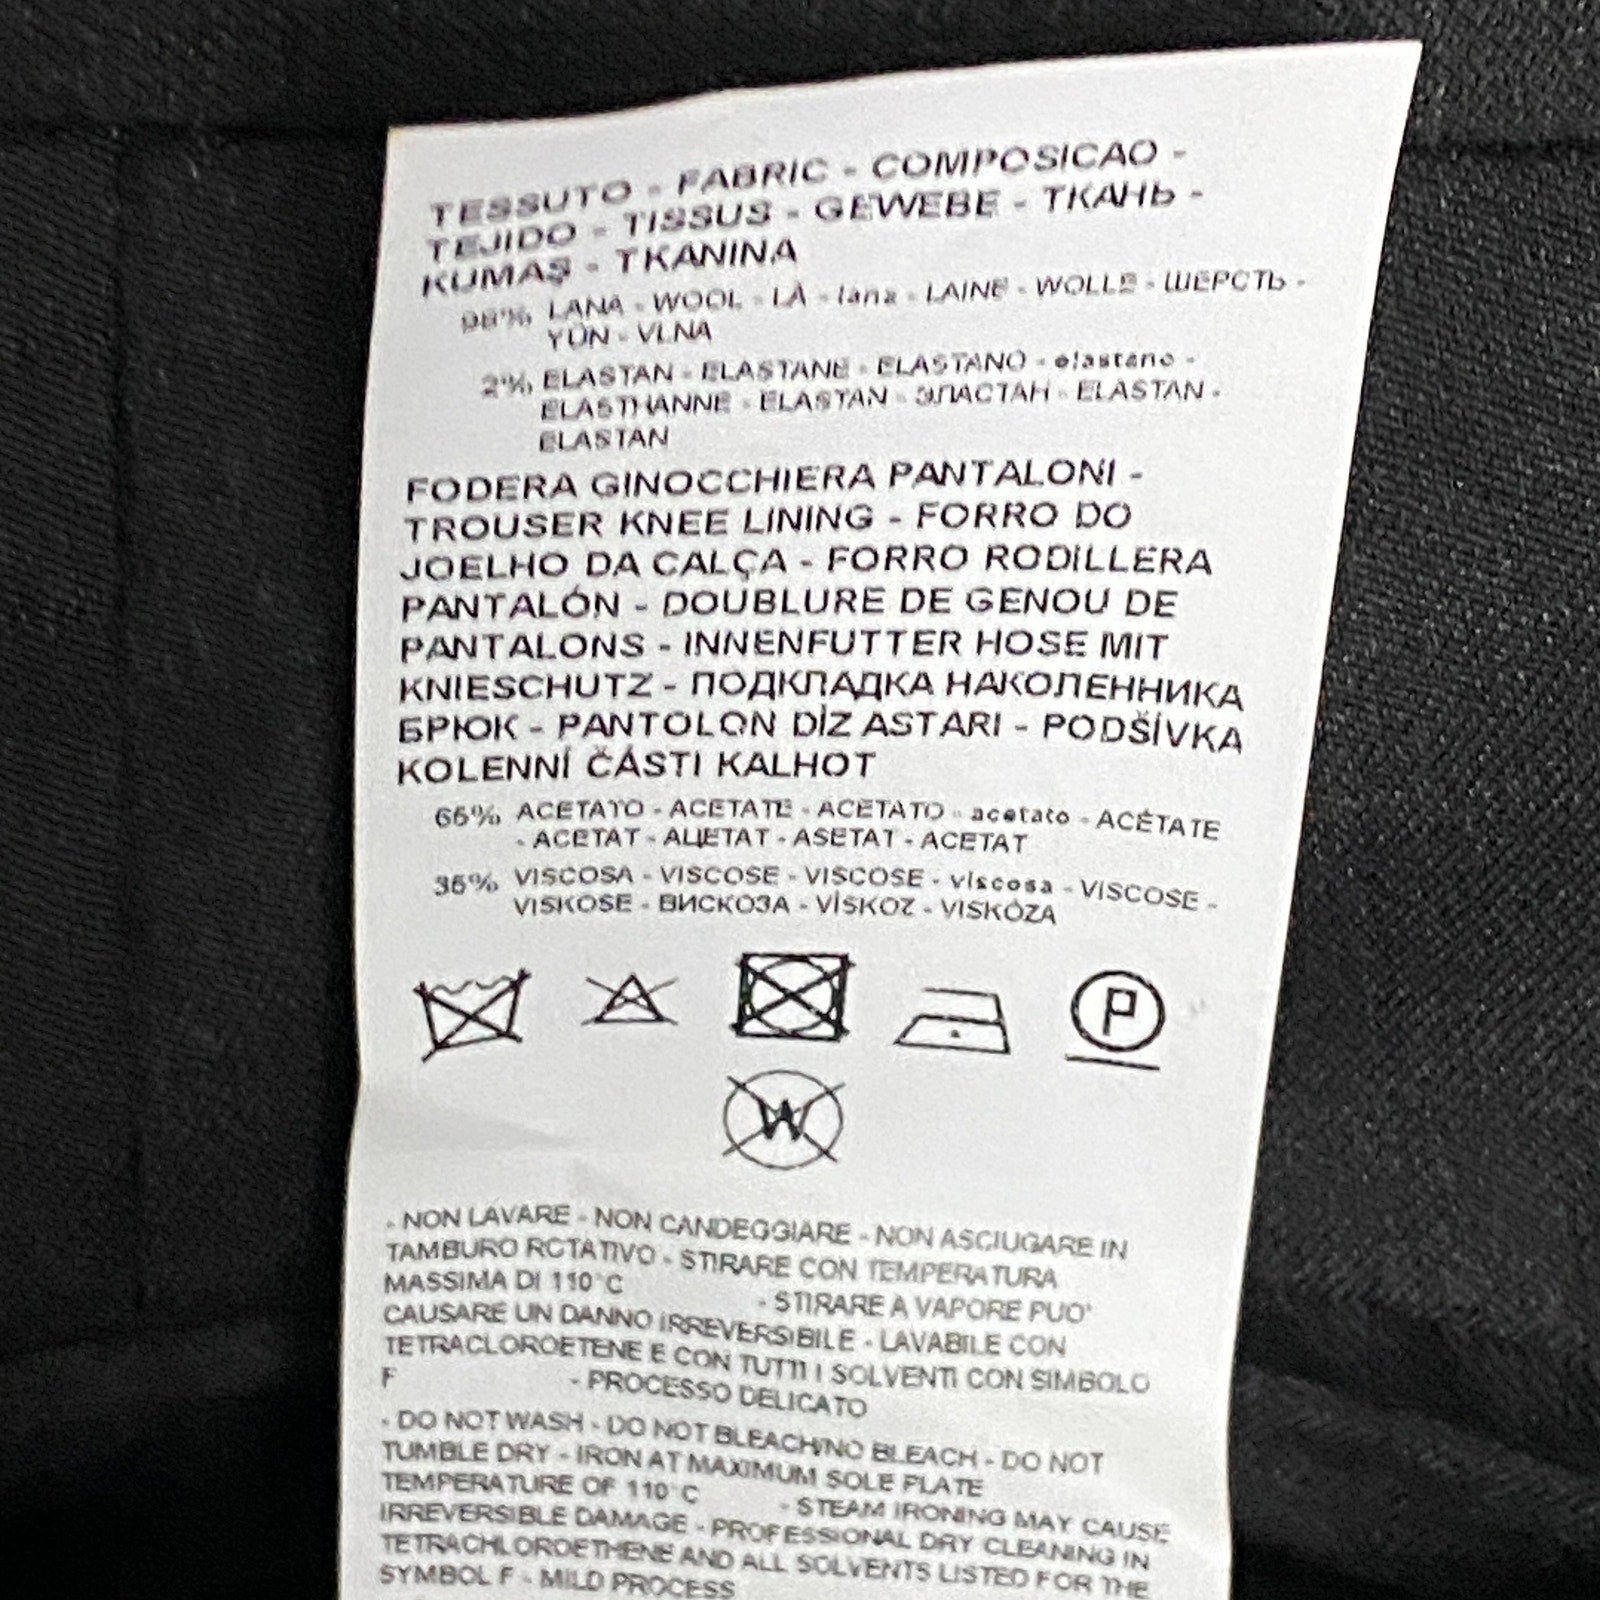 TESSUTO - FABRIC - COMPOSICAO -
TEJIDO - TISSUS - GEWEBE - ТКАНЬ -
KUMAŞ - TKANINA
98% LANA - WOOL - LÃ - lana - LAINE - WOLLE - ШЕРСТЬ -
YÜN - VLNA
2% ELASTAN - ELASTANE - ELASTANO - elastano -
ELASTHANNE - ELASTAN - ЭЛАСТАН - ELASTAN -
ELASTAN
FODERA GINOCCHIERA PANTALONI -
TROUSER KNEE LINING - FORRO DO
JOELHO DA CALÇA - FORRO RODILLERA
PANTALÓN - DOUBLURE DE GENOU DE
PANTALONS - INNENFUTTER HOSE MIT
KNIESCHUTZ - ПОДКЛАДКА НАКОЛЕННИКА
БРЮК - PANTOLON DİZ ASTARI - PODŠÍVKA
KOLENNÍ ČÁSTI KALHOT
65% ACETATO - ACETATE - ACETATO - acetato - ACÉTATE
- ACETAT - АЦЕТАТ - ASETAT - ACETAT
35% VISCOSA - VISCOSE - VISCOSE - viscosa - VISCOSE -
VISKOSE - ВИСКОЗА - VİSKOZ - VISKÓZA
P
W
- NON LAVARE - NON CANDEGGIARE - NON ASCIUGARE IN
TAMBURO ROTATIVO - STIRARE CON TEMPERATURA
MASSIMA DI 110°C - STIRARE A VAPORE PUO'
CAUSARE UN DANNO IRREVERSIBILE - LAVABILE CON
TETRACLOROETENE E CON TUTTI I SOLVENTI CON SIMBOLO
F - PROCESSO DELICATO
- DO NOT WASH - DO NOT BLEACH/NO BLEACH - DO NOT
TUMBLE DRY - IRON AT MAXIMUM SOLE PLATE
TEMPERATURE OF 110°C - STEAM IRONING MAY CAUSE
IRREVERSIBLE DAMAGE - PROFESSIONAL DRY CLEANING IN
TETRACHLOROETHENE AND ALL SOLVENTS LISTED FOR THE
SYMBOL F - MILD PROCESS